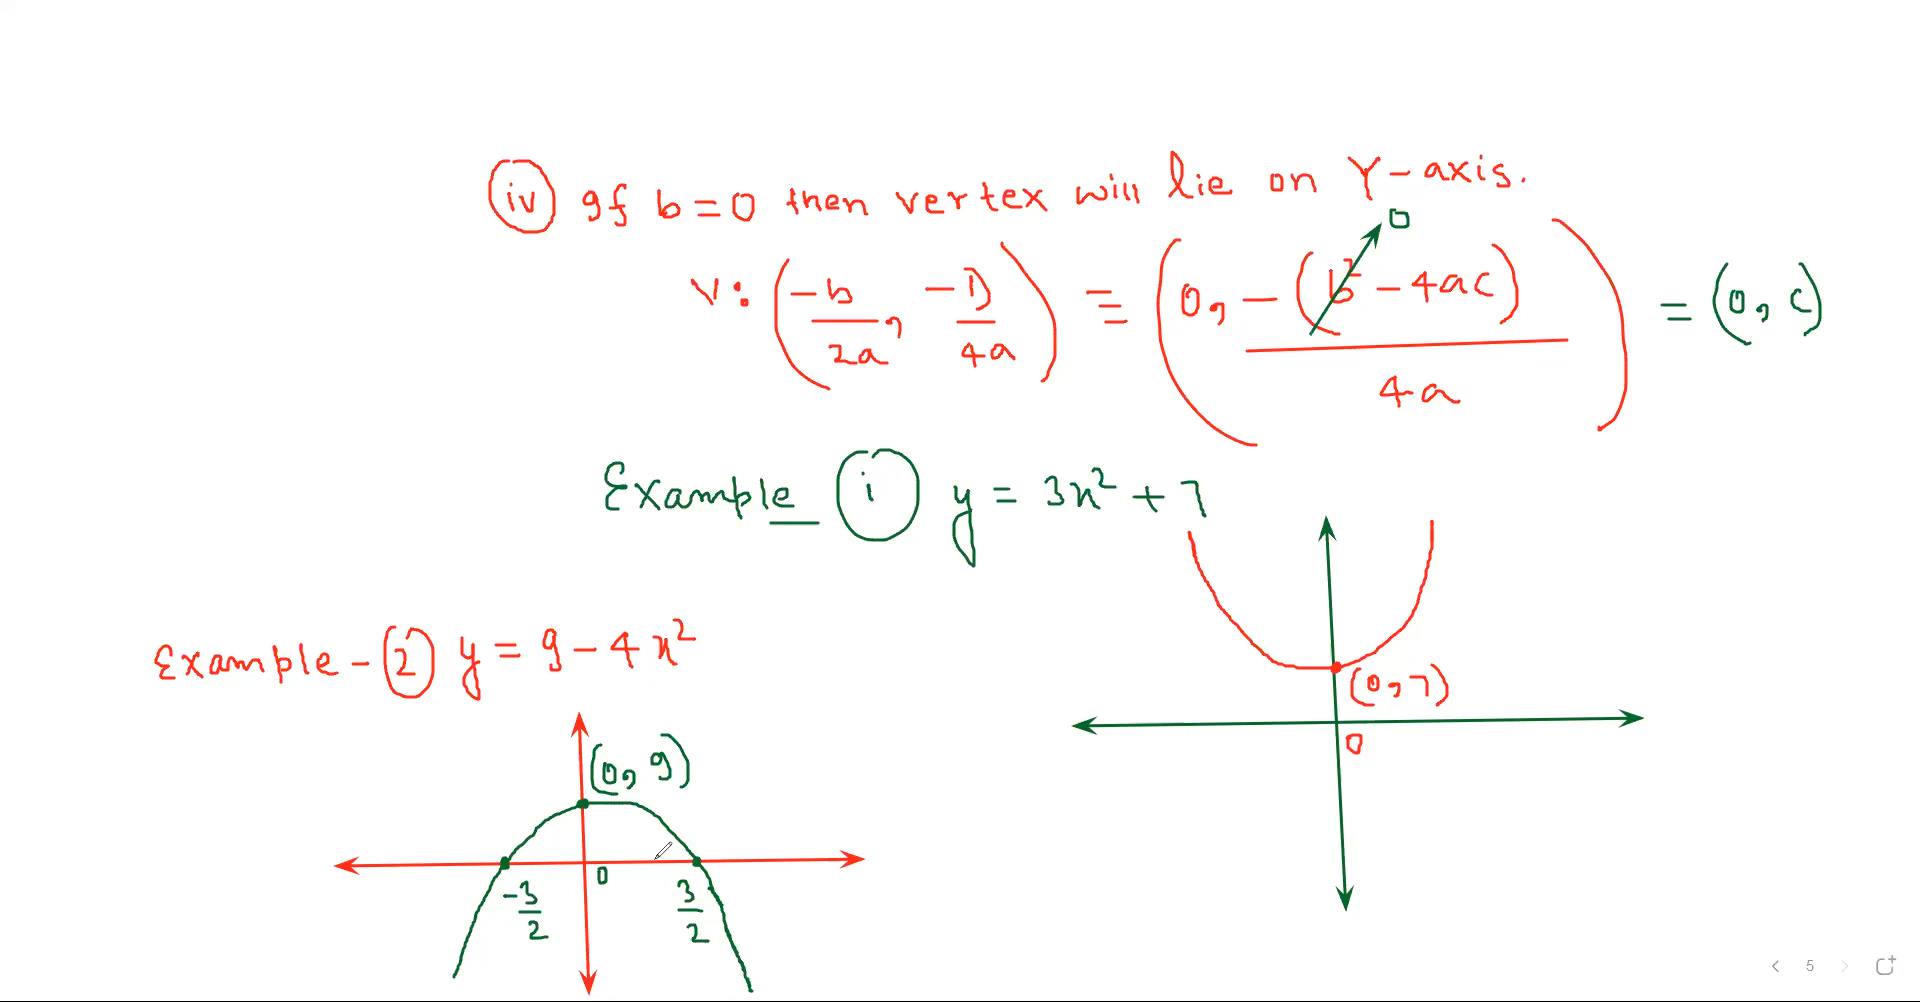 iv If b = 0 then vertex will lie on Y-axis.
V: (-b/2a, -D/4a) = (0, -(b² - 4ac)/4a) = (0, c)
0
Example i y = 3x² + 7
Example - 2 y = 9 - 4x²
(0, 7)
0
(0, 9)
0
-3/2
3/2
5